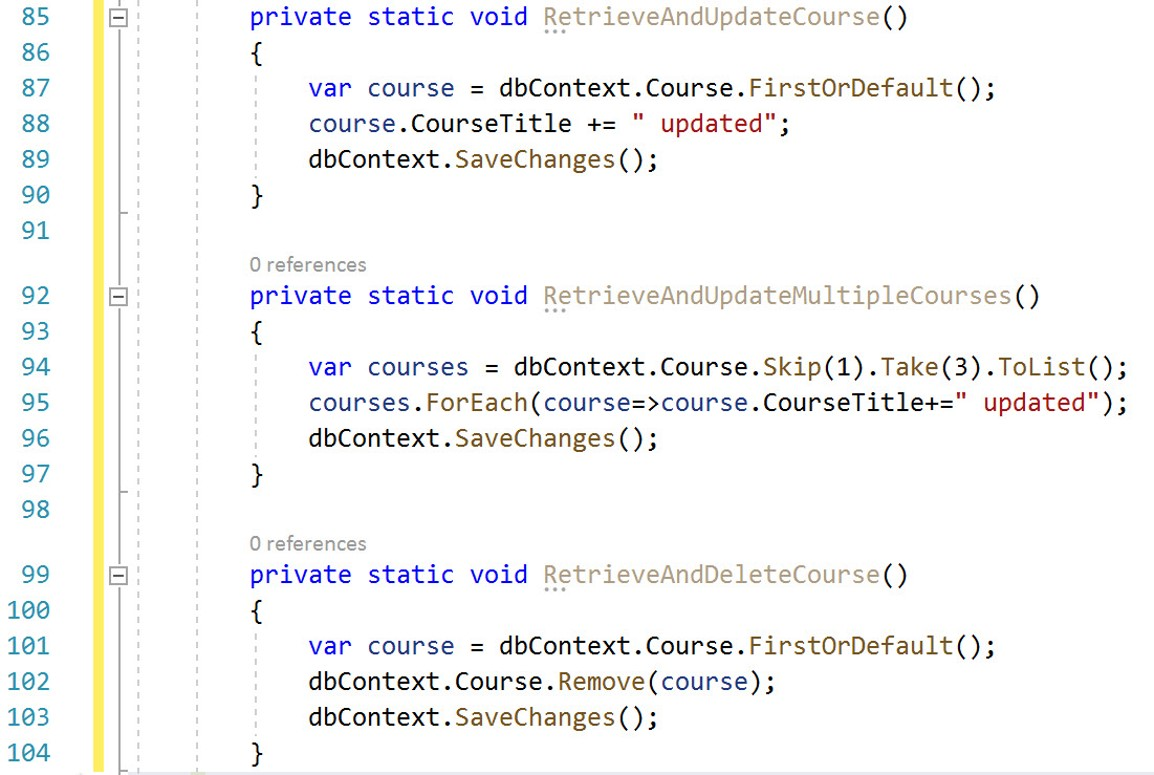 85 private static void RetrieveAndUpdateCourse()
86 {
87 var course = dbContext.Course.FirstOrDefault();
88 course.CourseTitle += " updated";
89 dbContext.SaveChanges();
90 }
91
0 references
92 private static void RetrieveAndUpdateMultipleCourses()
93 {
94 var courses = dbContext.Course.Skip(1).Take(3).ToList();
95 courses.ForEach(course=>course.CourseTitle+=" updated");
96 dbContext.SaveChanges();
97 }
98
0 references
99 private static void RetrieveAndDeleteCourse()
100 {
101 var course = dbContext.Course.FirstOrDefault();
102 dbContext.Course.Remove(course);
103 dbContext.SaveChanges();
104 }